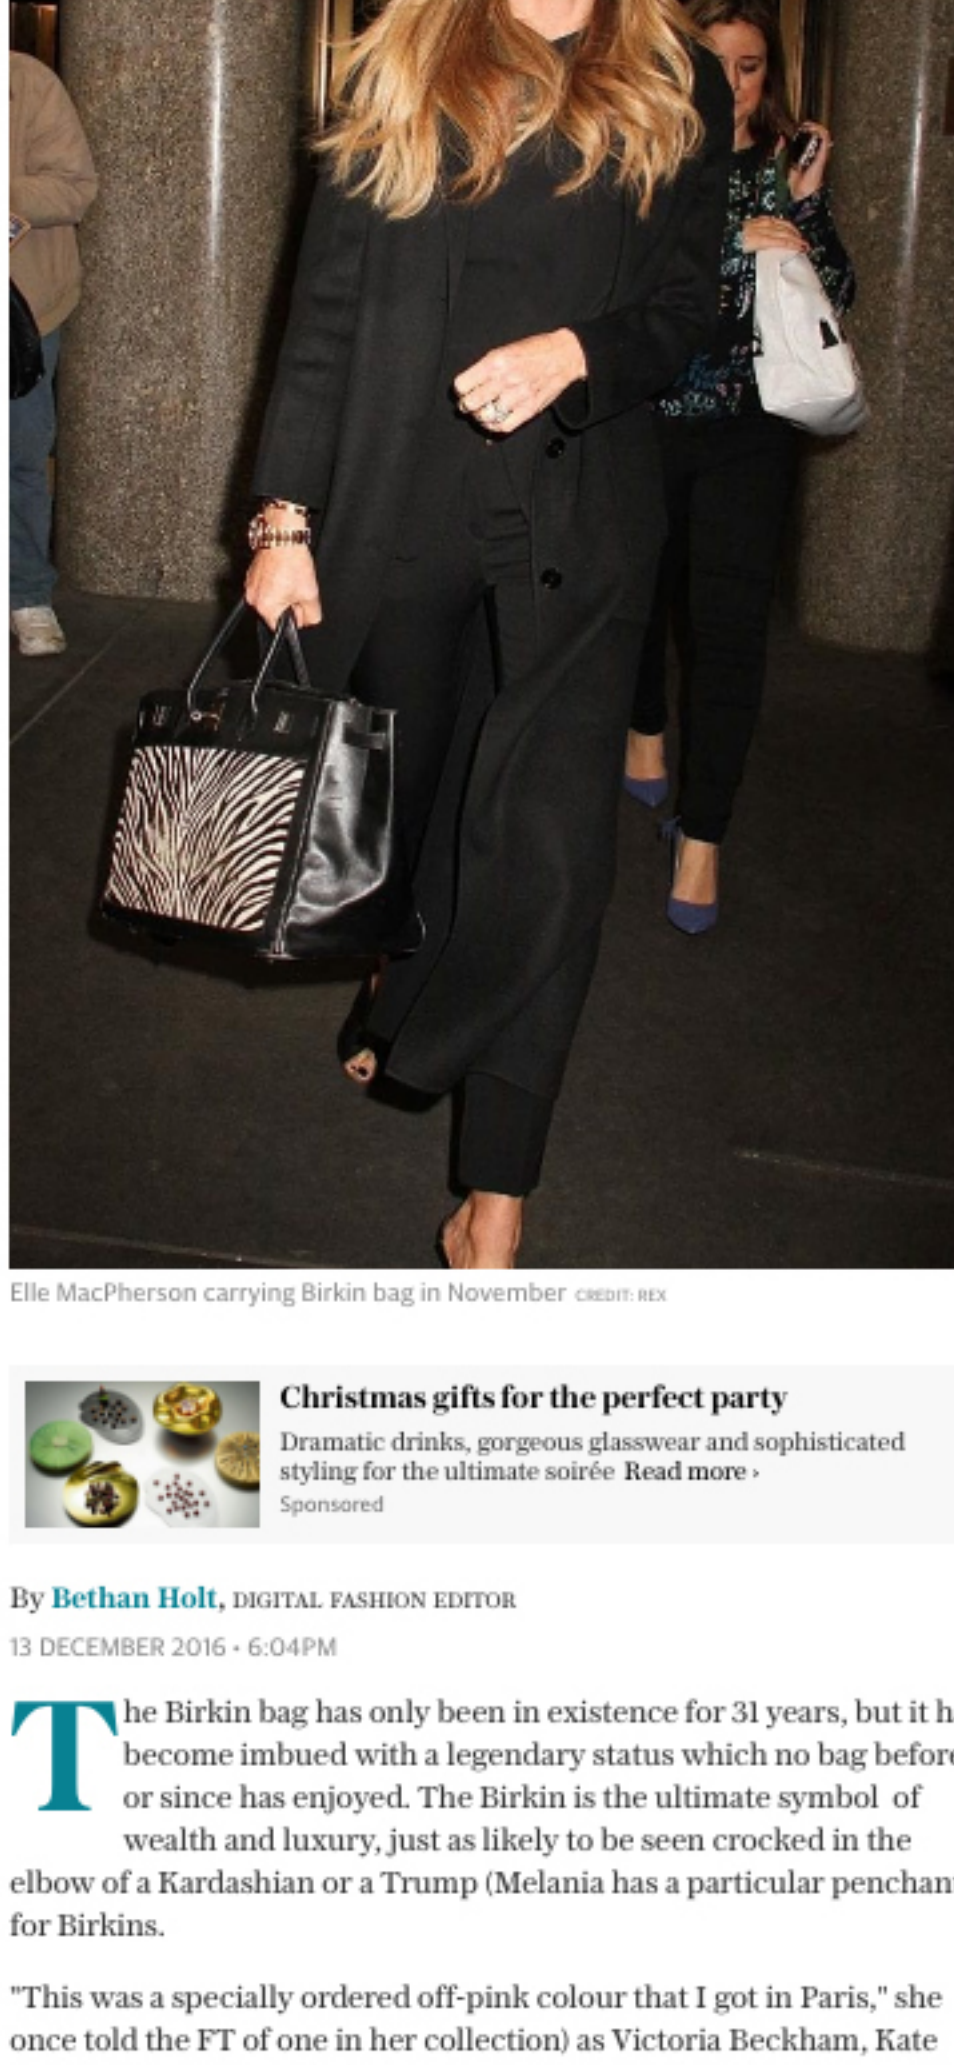 Elle MacPherson carrying Birkin bag in November CREDIT: REX
Christmas gifts for the perfect party
Dramatic drinks, gorgeous glasswear and sophisticated
styling for the ultimate soirée Read more ›
Sponsored
By Bethan Holt, DIGITAL FASHION EDITOR
13 DECEMBER 2016 • 6:04PM
The Birkin bag has only been in existence for 31 years, but it h
become imbued with a legendary status which no bag before
or since has enjoyed. The Birkin is the ultimate symbol of
wealth and luxury, just as likely to be seen crocked in the
elbow of a Kardashian or a Trump (Melania has a particular penchan
for Birkins.
"This was a specially ordered off-pink colour that I got in Paris," she
once told the FT of one in her collection) as Victoria Beckham, Kate